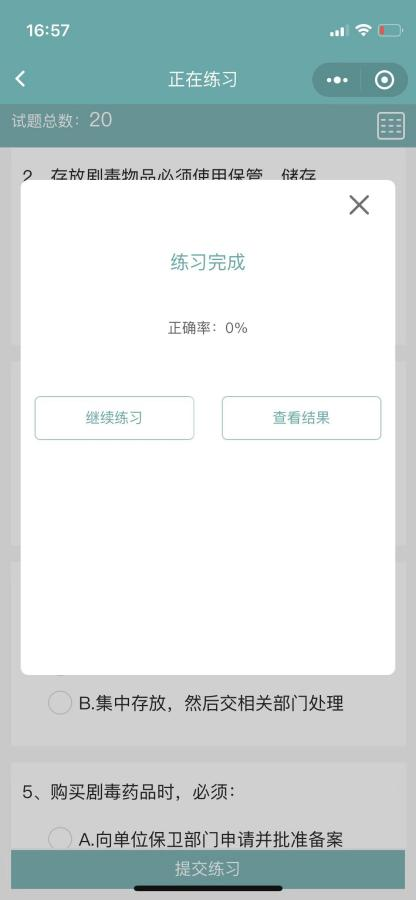 16:57
正在练习
试题总数：20
2、存放剧毒物品必须使用保管、储存
练习完成
正确率：0%
继续练习
查看结果
B.集中存放，然后交相关部门处理
5、购买剧毒药品时，必须：
A.向单位保卫部门申请并批准备案
提交练习